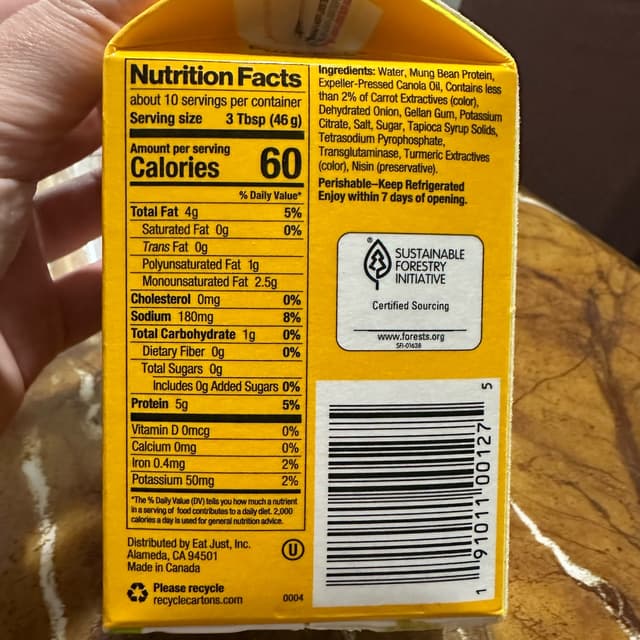 Nutrition Facts
about 10 servings per container
Serving size 3 Tbsp (46 g)
Amount per serving
Calories 60
% Daily Value*
Total Fat 4g 5%
Saturated Fat 0g 0%
Trans Fat 0g
Polyunsaturated Fat 1g
Monounsaturated Fat 2.5g
Cholesterol 0mg 0%
Sodium 180mg 8%
Total Carbohydrate 1g 0%
Dietary Fiber 0g 0%
Total Sugars 0g
Includes 0g Added Sugars 0%
Protein 5g 5%
Vitamin D 0mcg 0%
Calcium 0mg 0%
Iron 0.4mg 2%
Potassium 50mg 2%
*The % Daily Value (DV) tells you how much a nutrient
in a serving of food contributes to a daily diet. 2,000
calories a day is used for general nutrition advice.
Distributed by Eat Just, Inc.
Alameda, CA 94501
Made in Canada
U
Please recycle
recyclecartons.com
0004
Ingredients: Water, Mung Bean Protein,
Expeller-Pressed Canola Oil, Contains less
than 2% of Carrot Extractives (color),
Dehydrated Onion, Gellan Gum, Potassium
Citrate, Salt, Sugar, Tapioca Syrup Solids,
Tetrasodium Pyrophosphate,
Transglutaminase, Turmeric Extractives
(color), Nisin (preservative).
Perishable–Keep Refrigerated
Enjoy within 7 days of opening.
®
SUSTAINABLE
FORESTRY
INITIATIVE
Certified Sourcing
www.forests.org
SFI-01638
1 91011 00127 5